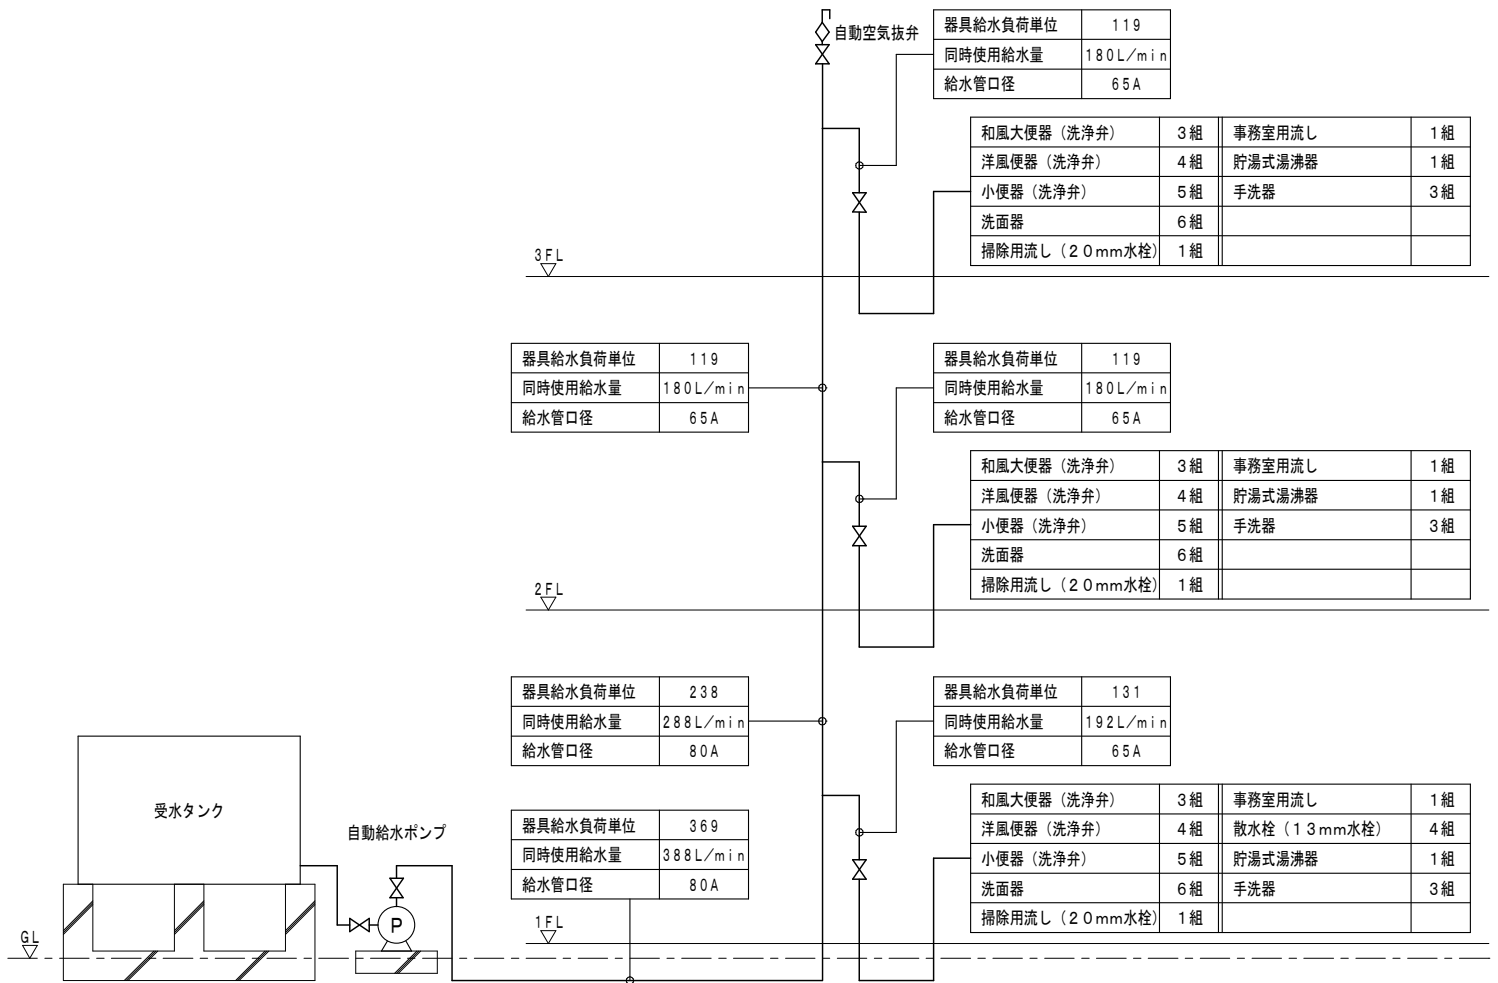 自動空気抜弁
器具給水負荷単位 119
同時使用給水量 180L/min
給水管口径 65A
和風大便器(洗浄弁) 3組 事務室用流し 1組
洋風便器(洗浄弁) 4組 貯湯式湯沸器 1組
小便器(洗浄弁) 5組 手洗器 3組
洗面器 6組
掃除用流し(20mm水栓) 1組
3FL
器具給水負荷単位 119
同時使用給水量 180L/min
給水管口径 65A
器具給水負荷単位 119
同時使用給水量 180L/min
給水管口径 65A
和風大便器(洗浄弁) 3組 事務室用流し 1組
洋風便器(洗浄弁) 4組 貯湯式湯沸器 1組
小便器(洗浄弁) 5組 手洗器 3組
洗面器 6組
掃除用流し(20mm水栓) 1組
2FL
器具給水負荷単位 238
同時使用給水量 288L/min
給水管口径 80A
器具給水負荷単位 131
同時使用給水量 192L/min
給水管口径 65A
受水タンク
自動給水ポンプ
P
器具給水負荷単位 369
同時使用給水量 388L/min
給水管口径 80A
和風大便器(洗浄弁) 3組 事務室用流し 1組
洋風便器(洗浄弁) 4組 散水栓(13mm水栓) 4組
小便器(洗浄弁) 5組 貯湯式湯沸器 1組
洗面器 6組 手洗器 3組
掃除用流し(20mm水栓) 1組
1FL
GL